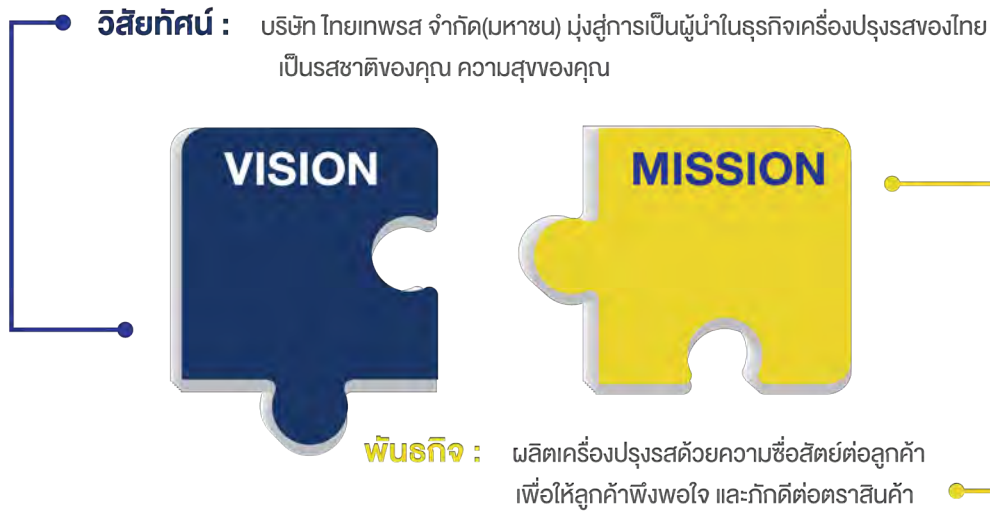 วิสัยทัศน์ : บริษัท ไทยเทพรส จำกัด(มหาชน) มุ่งสู่การเป็นผู้นำในธุรกิจเครื่องปรุงรสของไทย
เป็นรสชาติของคุณ ความสุขของคุณ
VISION
MISSION
พันธกิจ : ผลิตเครื่องปรุงรสด้วยความซื่อสัตย์ต่อลูกค้า
เพื่อให้ลูกค้าพึงพอใจ และภักดีต่อตราสินค้า